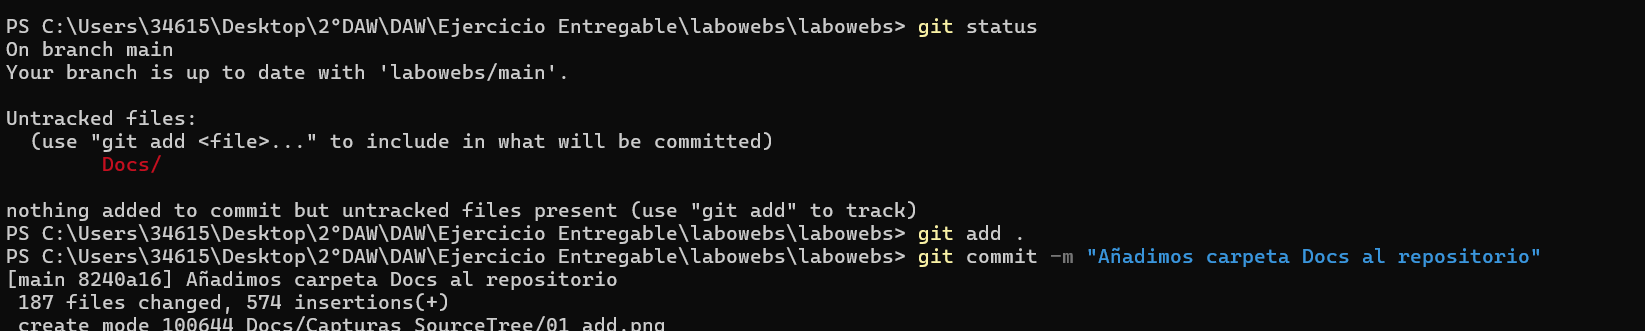 PS C:\Users\34615\Desktop\2°DAW\DAW\Ejercicio Entregable\labowebs\labowebs> git status
On branch main
Your branch is up to date with 'labowebs/main'.
Untracked files:
(use "git add <file>..." to include in what will be committed)
Docs/
nothing added to commit but untracked files present (use "git add" to track)
PS C:\Users\34615\Desktop\2°DAW\DAW\Ejercicio Entregable\labowebs\labowebs> git add .
PS C:\Users\34615\Desktop\2°DAW\DAW\Ejercicio Entregable\labowebs\labowebs> git commit -m "Añadimos carpeta Docs al repositorio"
[main 8240a16] Añadimos carpeta Docs al repositorio
187 files changed, 574 insertions(+)
create mode 100644 Docs/Capturas SourceTree/01 add.png